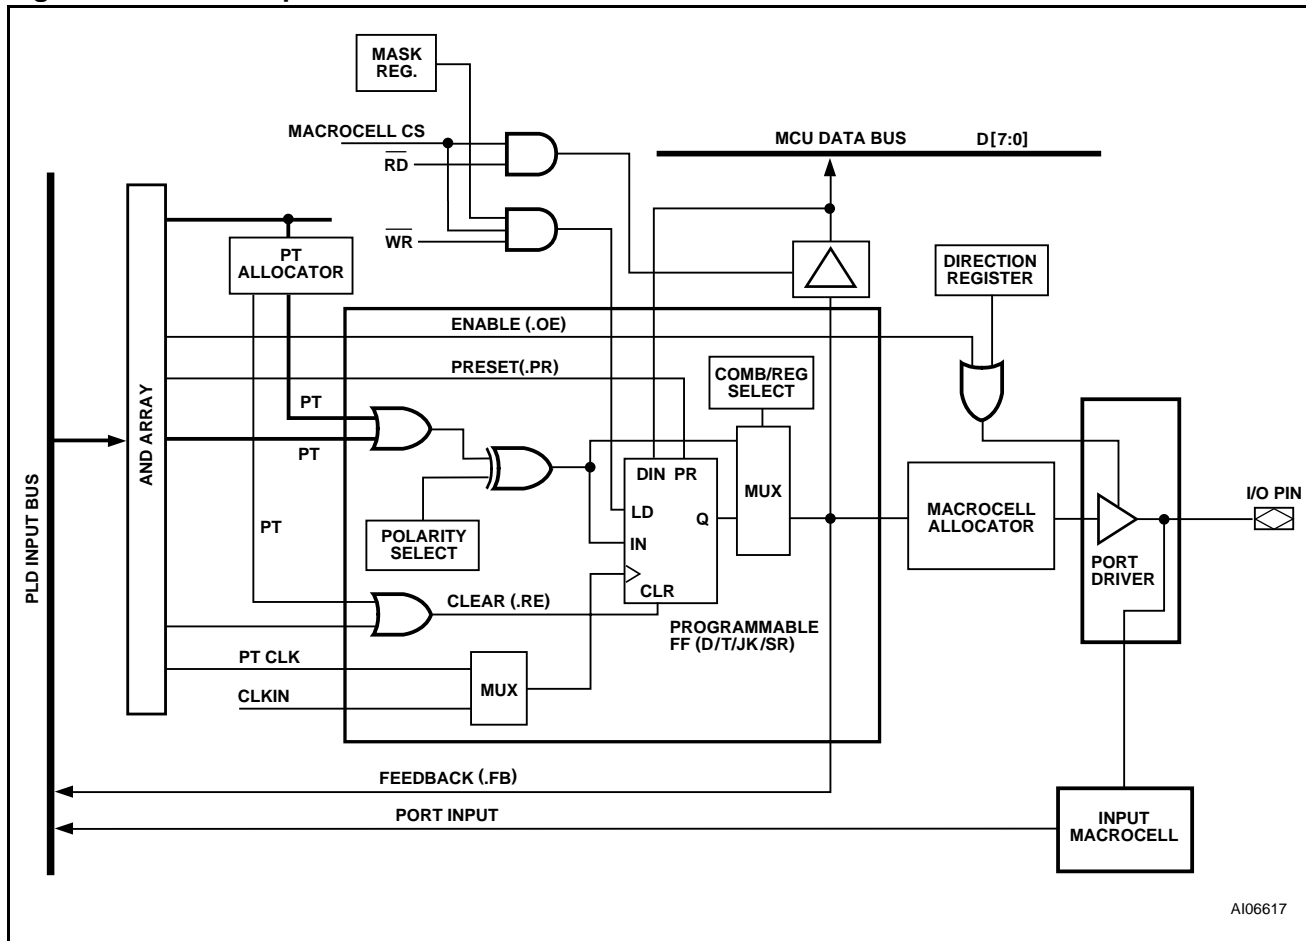 MASK
REG.
MACROCELL CS
RD
WR
MCU DATA BUS D[7:0]
PT
ALLOCATOR
DIRECTION
REGISTER
ENABLE (.OE)
PRESET(.PR)
COMB/REG
SELECT
PT
PT
AND ARRAY
PLD INPUT BUS
DIN PR
MUX
LD
Q
IN
CLR
POLARITY
SELECT
PT
MACROCELL
ALLOCATOR
I/O PIN
PORT
DRIVER
CLEAR (.RE)
PROGRAMMABLE
FF (D/T/JK/SR)
PT CLK
MUX
CLKIN
FEEDBACK (.FB)
PORT INPUT
INPUT
MACROCELL
AI06617